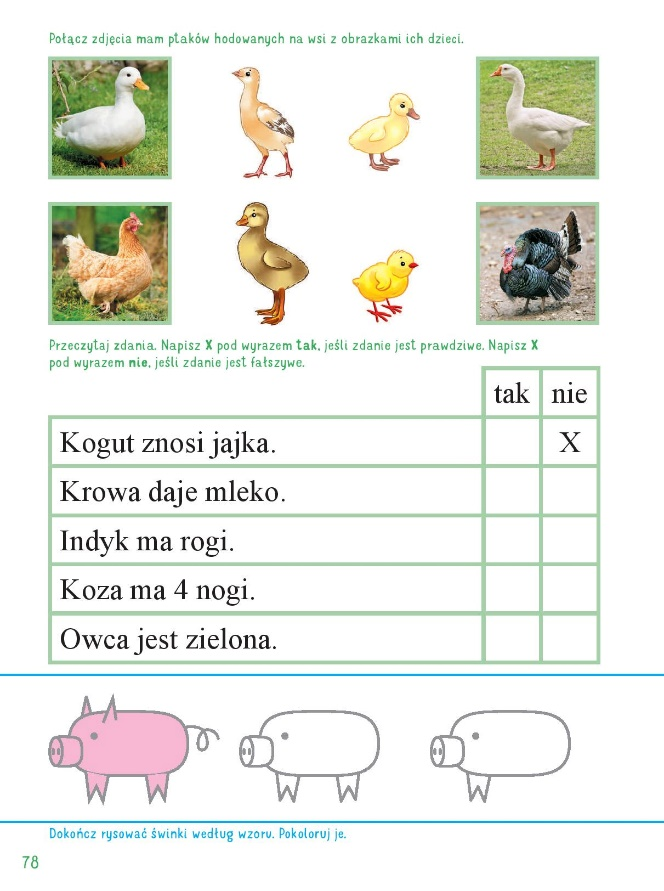 Połącz zdjęcia mam ptaków hodowanych na wsi z obrazkami ich dzieci.
Przeczytaj zdania. Napisz X pod wyrazem tak, jeśli zdanie jest prawdziwe. Napisz X
pod wyrazem nie, jeśli zdanie jest fałszywe.
tak nie
Kogut znosi jajka. X
Krowa daje mleko.
Indyk ma rogi.
Koza ma 4 nogi.
Owca jest zielona.
Dokończ rysować świnki według wzoru. Pokoloruj je.
78